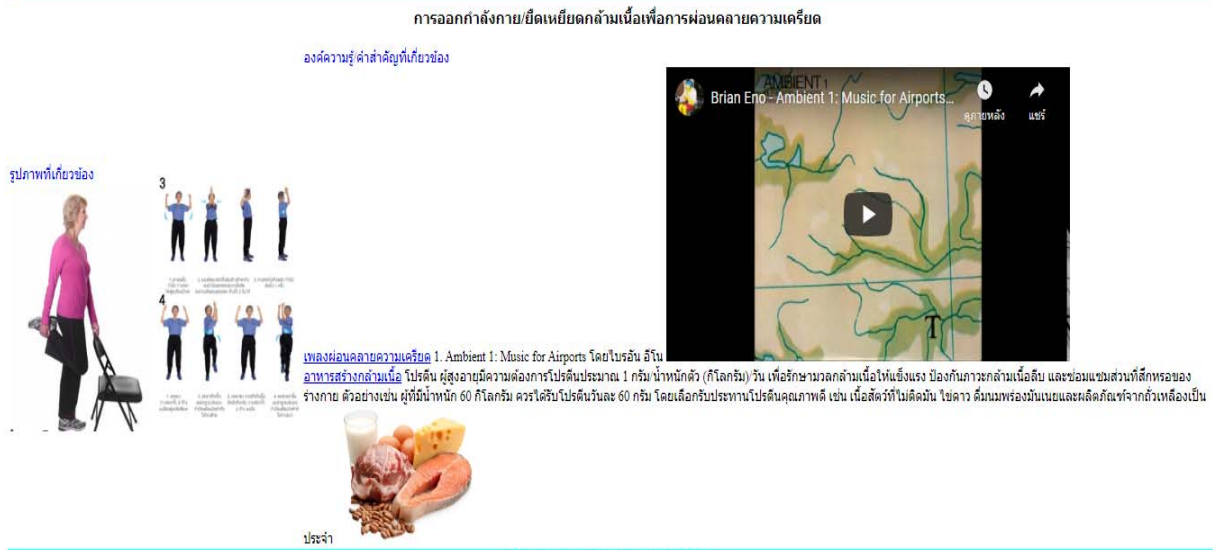 การออกกำลังกาย/ยืดเหยียดกล้ามเนื้อเพื่อการผ่อนคลายความเครียด
องค์ความรู้/คำสำคัญที่เกี่ยวข้อง
AMBIENT 1
Brian Eno - Ambient 1: Music for Airports...
ดูภายหลัง
แชร์
รูปภาพที่เกี่ยวข้อง
3
4
T
เพลงผ่อนคลายความเครียด 1. Ambient 1: Music for Airports โดยไบรอัน อีโน
อาหารสร้างกล้ามเนื้อ โปรตีน ผู้สูงอายุมีความต้องการโปรตีนประมาณ 1 กรัม/น้ำหนักตัว (กิโลกรัม)/วัน เพื่อรักษามวลกล้ามเนื้อให้แข็งแรง ป้องกันภาวะกล้ามเนื้อลีบ และซ่อมแซมส่วนที่สึกหรอของ
ร่างกาย ตัวอย่างเช่น ผู้ที่มีน้ำหนัก 60 กิโลกรัม ควรได้รับโปรตีนวันละ 60 กรัม โดยเลือกรับประทานโปรตีนคุณภาพดี เช่น เนื้อสัตว์ที่ไม่ติดมัน ไข่ดาว ดื่มนมพร่องมันเนยและผลิตภัณฑ์จากถั่วเหลืองเป็น
ประจำ